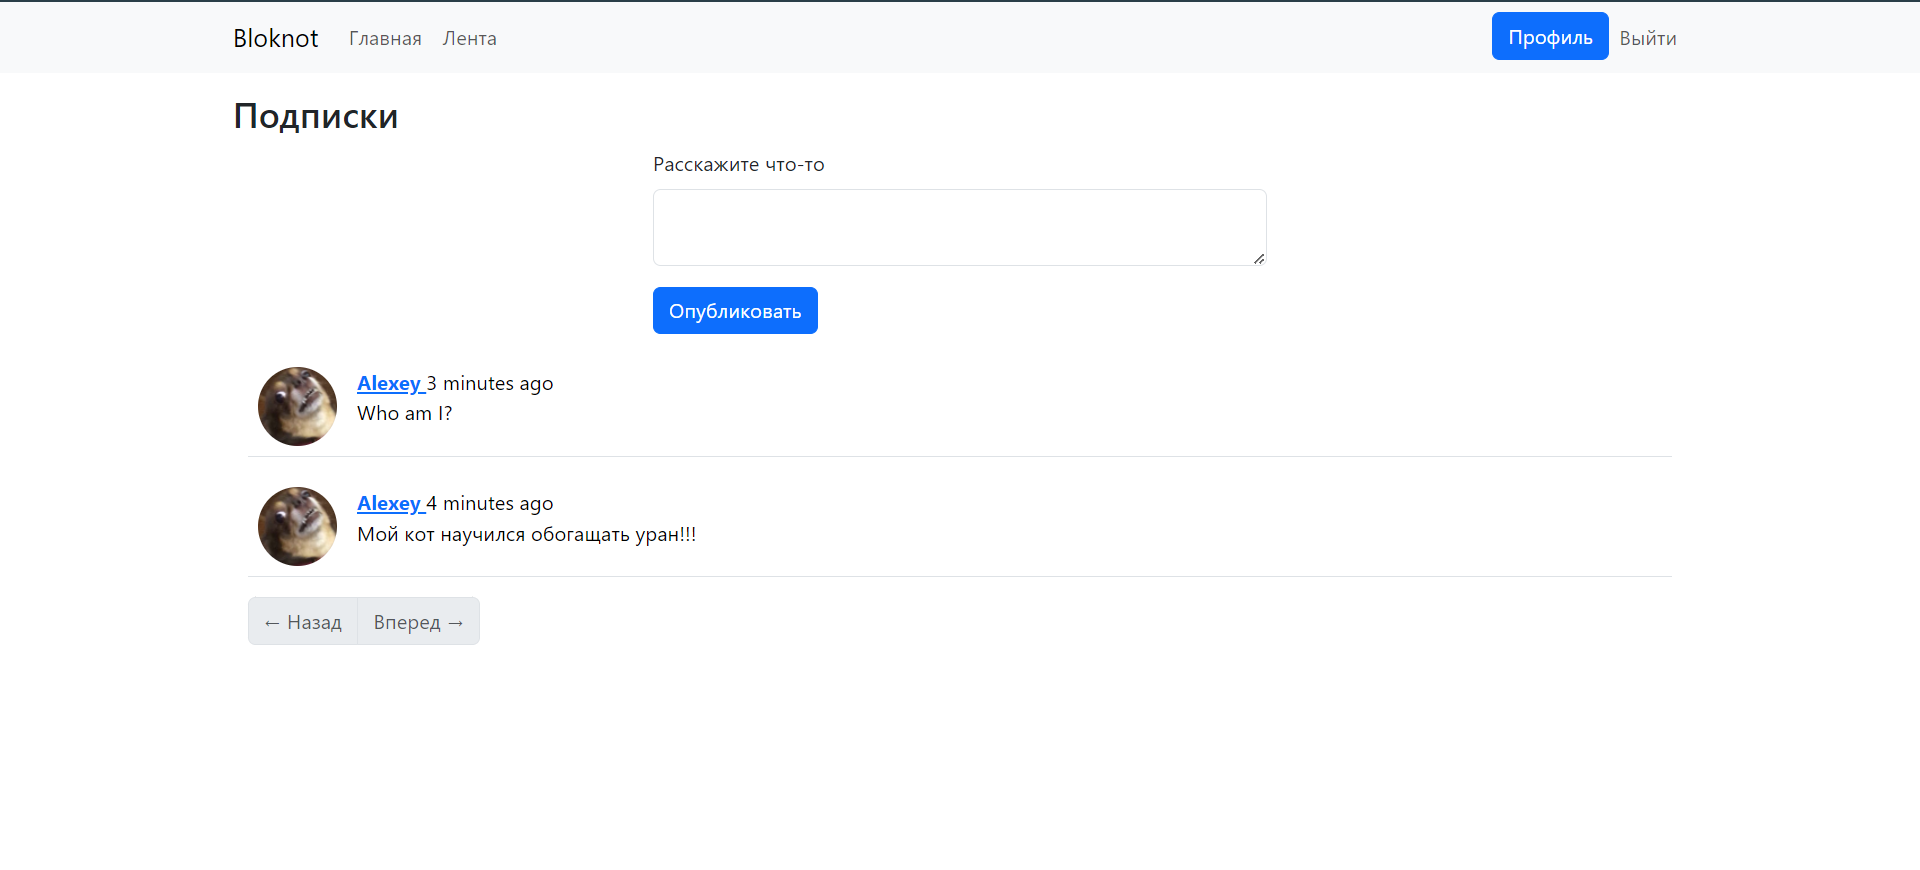 Bloknot Главная Лента Профиль Выйти
Подписки
Расскажите что-то
Опубликовать
Alexey 3 minutes ago
Who am I?
Alexey 4 minutes ago
Мой кот научился обогащать уран!!!
← Назад Вперед →